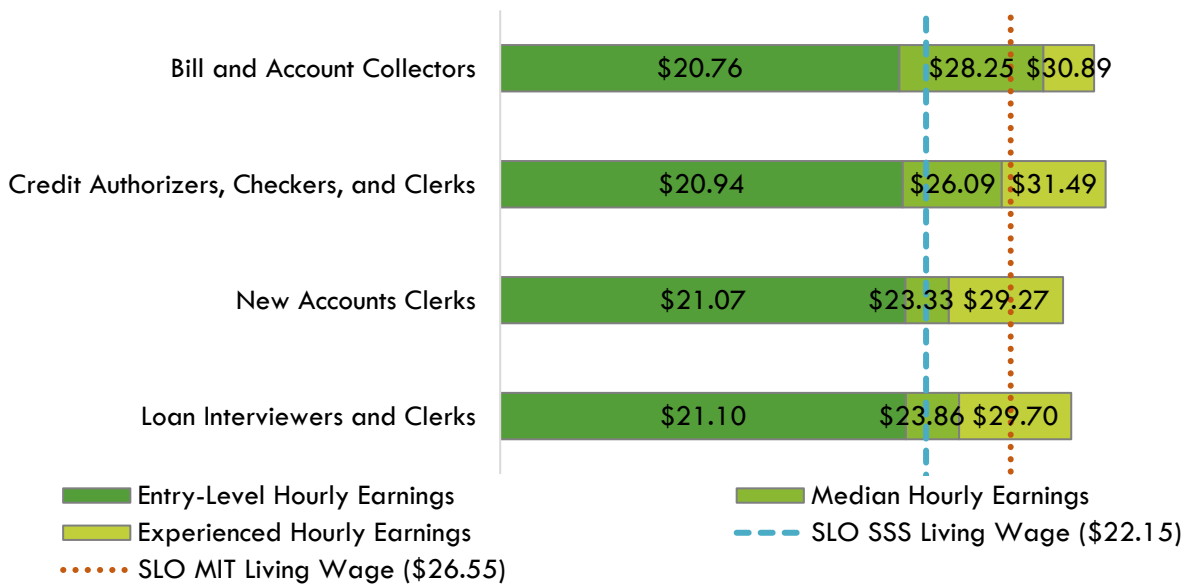 Bill and Account Collectors $20.76 $28.25 $30.89
Credit Authorizers, Checkers, and Clerks $20.94 $26.09 $31.49
New Accounts Clerks $21.07 $23.33 $29.27
Loan Interviewers and Clerks $21.10 $23.86 $29.70
Entry-Level Hourly Earnings Median Hourly Earnings
Experienced Hourly Earnings SLO SSS Living Wage ($22.15)
SLO MIT Living Wage ($26.55)